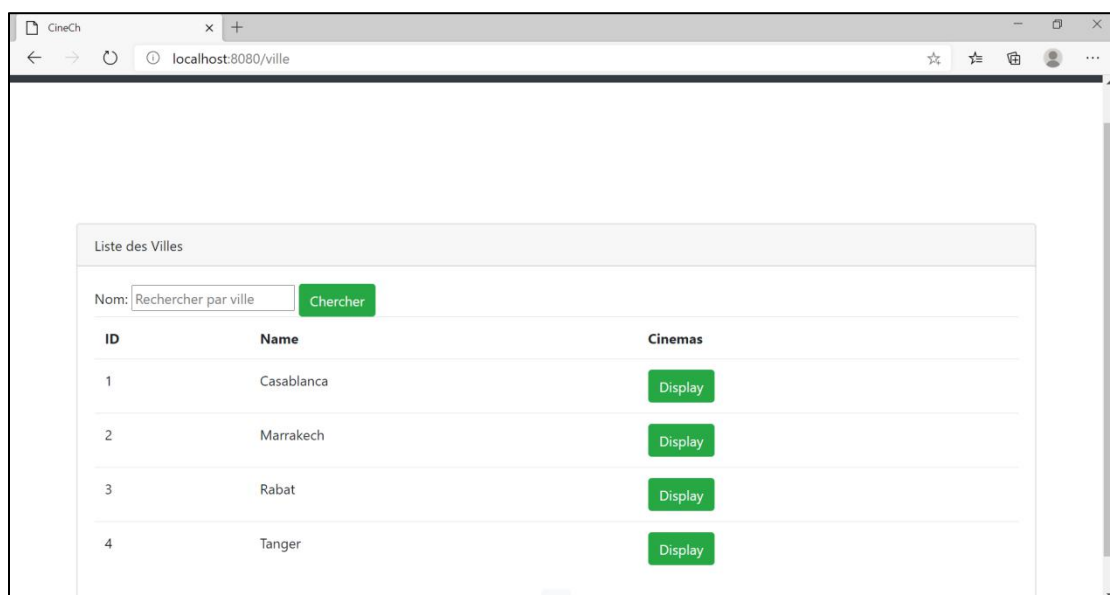 CineCh
localhost:8080/ville
Liste des Villes
Nom: Rechercher par ville Chercher
ID Name Cinemas
1 Casablanca Display
2 Marrakech Display
3 Rabat Display
4 Tanger Display